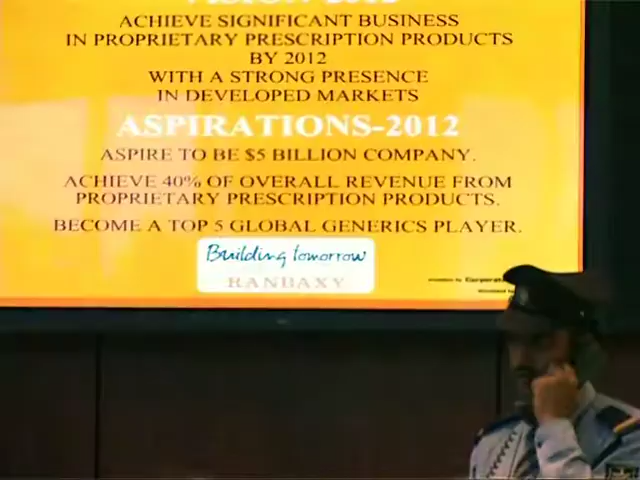 ACHIEVE SIGNIFICANT BUSINESS
IN PROPRIETARY PRESCRIPTION PRODUCTS
BY 2012
WITH A STRONG PRESENCE
IN DEVELOPED MARKETS
ASPIRATIONS-2012
ASPIRE TO BE $5 BILLION COMPANY.
ACHIEVE 40% OF OVERALL REVENUE FROM
PROPRIETARY PRESCRIPTION PRODUCTS.
BECOME A TOP 5 GLOBAL GENERICS PLAYER.
Building tomorrow
RANBAXY